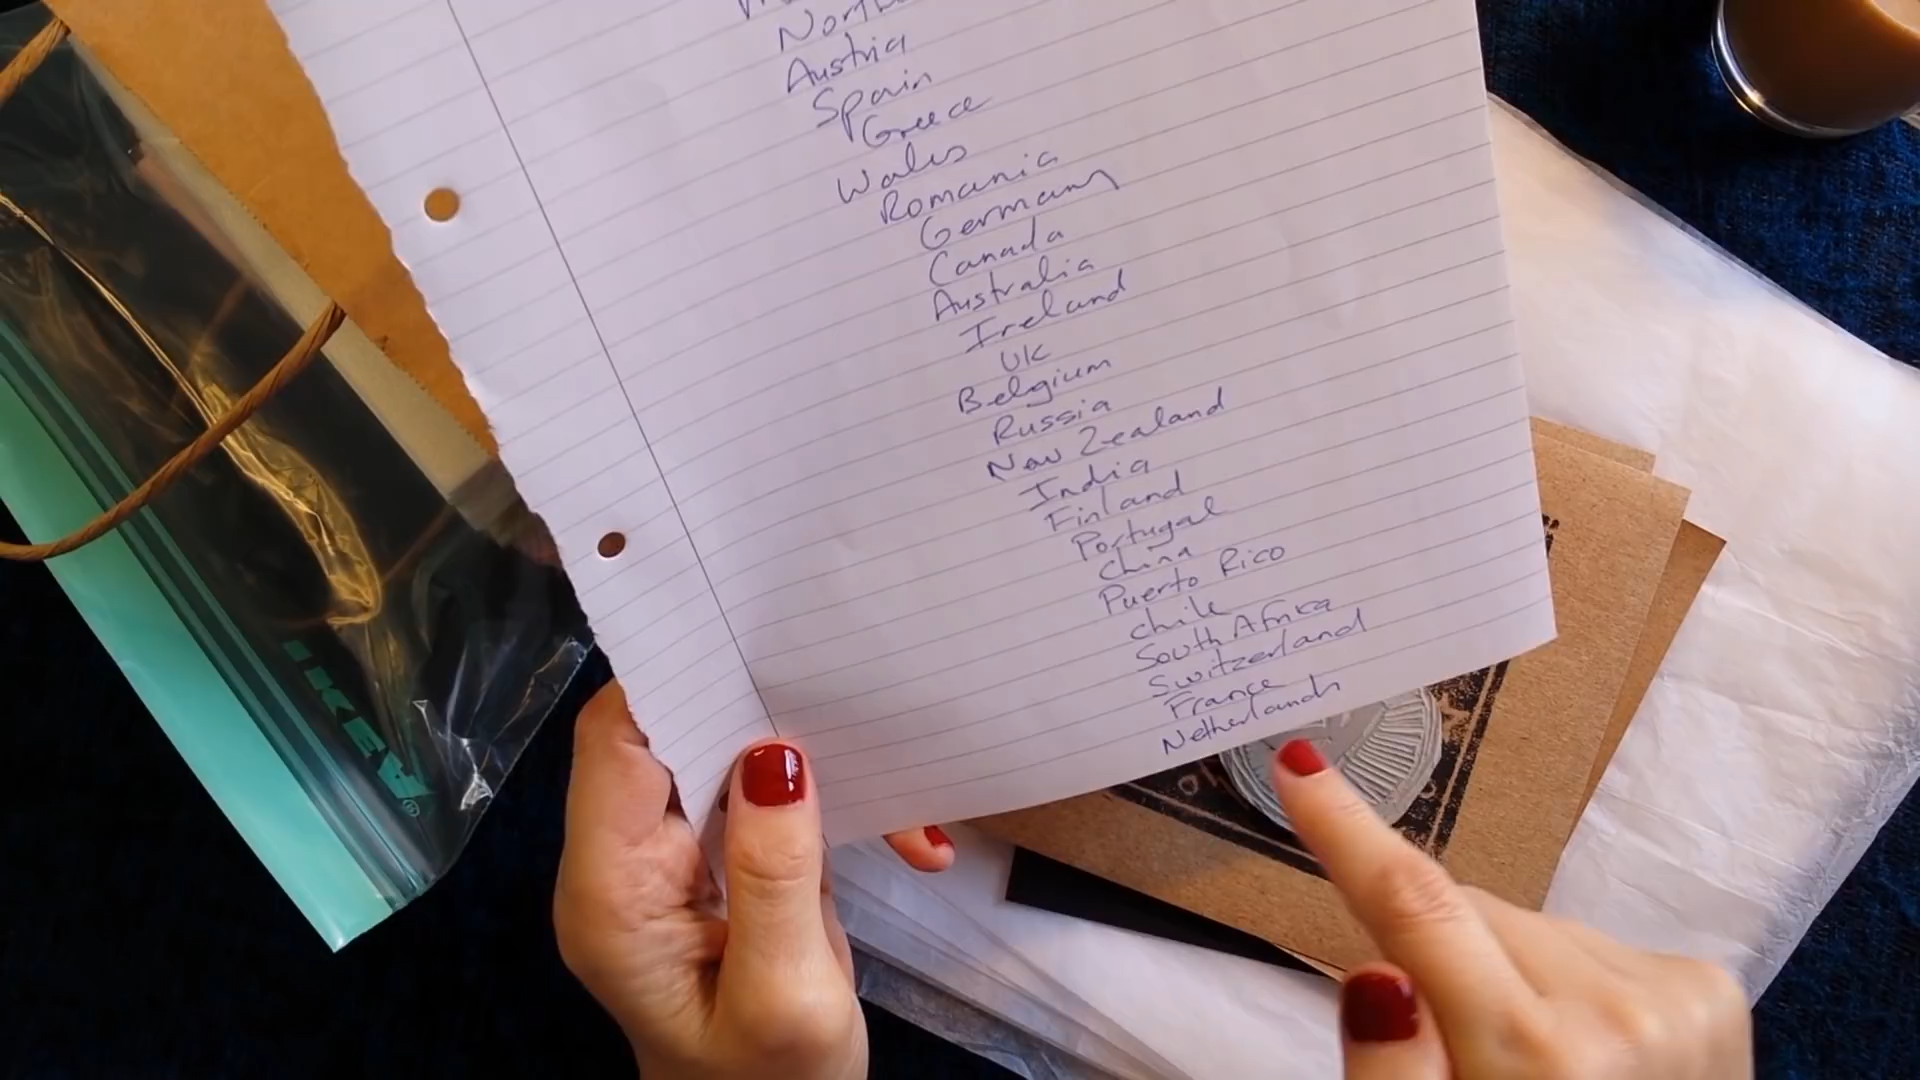 Austria
Spain
Greece
Wales
Romania
Germany
Canada
Australia
Ireland
UK
Belgium
Russia
New Zealand
India
Finland
Portugal
China
Puerto Rico
Chile
South Afrika
Switzerland
France
Netherlands
IKEA®